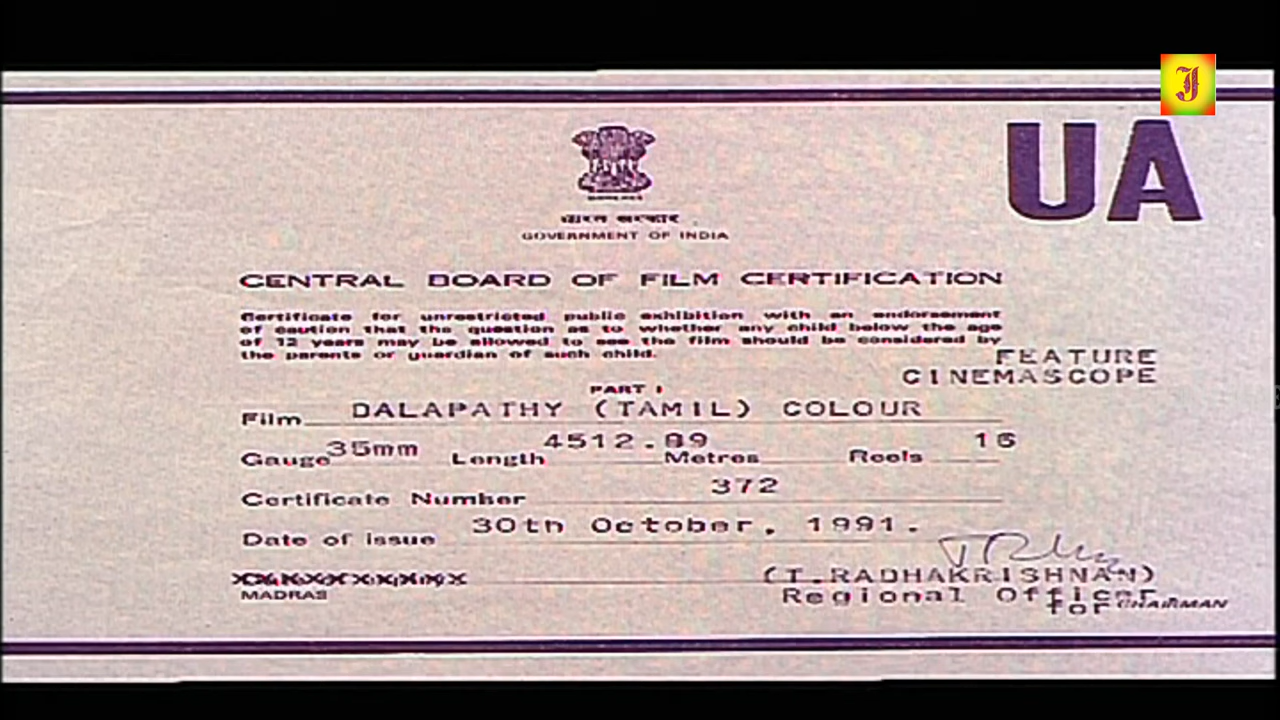 J
UA
भारत सरकार
GOVERNMENT OF INDIA
CENTRAL BOARD OF FILM CERTIFICATION
Certificate for unrestricted public exhibition with an endorsement
of caution that the question as to whether any child below the age
of 12 years may be allowed to see the film should be considered by
the parents or guardian of such child.
FEATURE
CINEMASCOPE
PART I
Film DALAPATHY (TAMIL) COLOUR
Gauge 35mm Length 4512.89 Metres Reels 16
Certificate Number 372
Date of issue 30th October, 1991.
MADRAS
(T.RADHAKRISHNAN)
Regional Officer
for CHAIRMAN